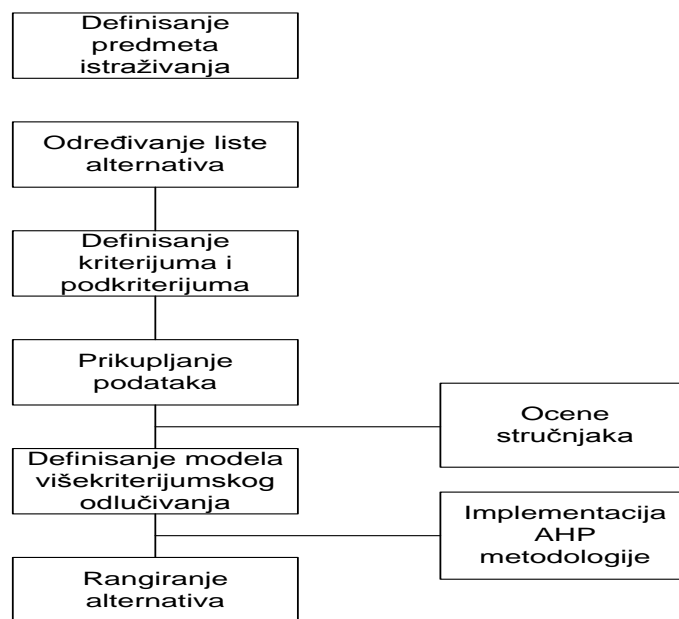 Definisanje
predmeta
istraživanja
Određivanje liste
alternativa
Definisanje
kriterijuma i
podkriterijuma
Prikupljanje
podataka
Ocene
stručnjaka
Definisanje modela
višekriterijumskog
odlučivanja
Implementacija
AHP
metodologije
Rangiranje
alternativa